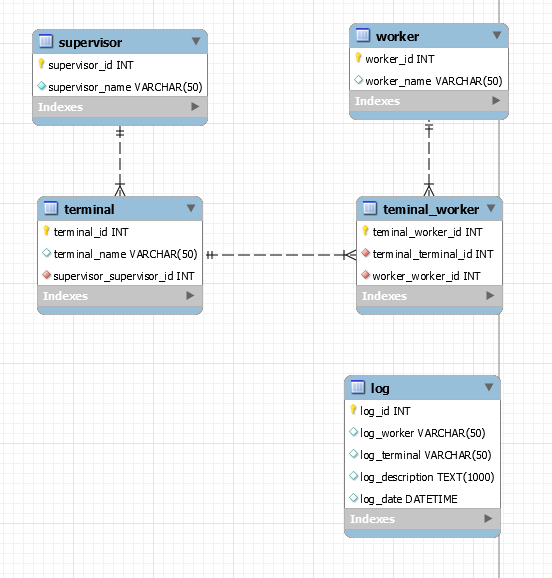 supervisor
supervisor_id INT
supervisor_name VARCHAR(50)
Indexes
worker
worker_id INT
worker_name VARCHAR(50)
Indexes
terminal
terminal_id INT
terminal_name VARCHAR(50)
supervisor_supervisor_id INT
Indexes
teminal_worker
teminal_worker_id INT
terminal_terminal_id INT
worker_worker_id INT
Indexes
log
log_id INT
log_worker VARCHAR(50)
log_terminal VARCHAR(50)
log_description TEXT(1000)
log_date DATETIME
Indexes